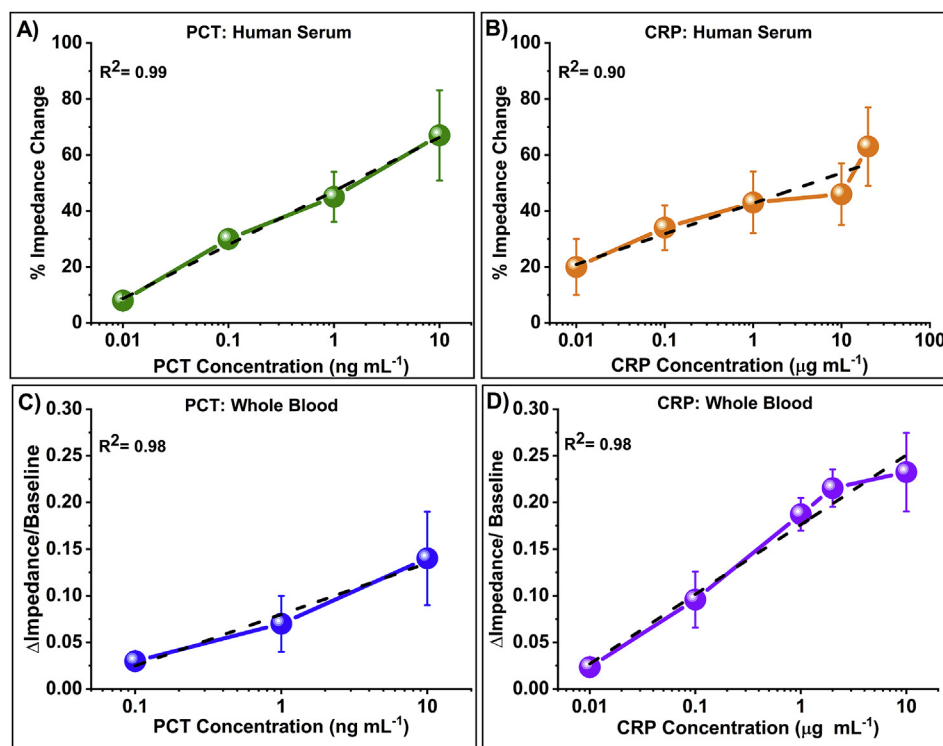 A)
PCT: Human Serum
R²= 0.99
100
80
60
40
20
0
% Impedance Change
0.01 0.1 1 10
PCT Concentration (ng mL⁻¹)
B)
CRP: Human Serum
R²= 0.90
100
80
60
40
20
0
% Impedance Change
0.01 0.1 1 10 100
CRP Concentration (μg mL⁻¹)
C)
PCT: Whole Blood
R²= 0.98
0.30
0.25
0.20
0.15
0.10
0.05
0.00
ΔImpedance/Baseline
0.1 1 10
PCT Concentration (ng mL⁻¹)
D)
CRP: Whole Blood
R²= 0.98
0.30
0.25
0.20
0.15
0.10
0.05
0.00
ΔImpedance/ Baseline
0.01 0.1 1 10
CRP Concentration (μg mL⁻¹)